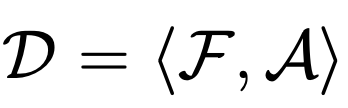 𝒟 = ⟨ℱ, 𝒜⟩